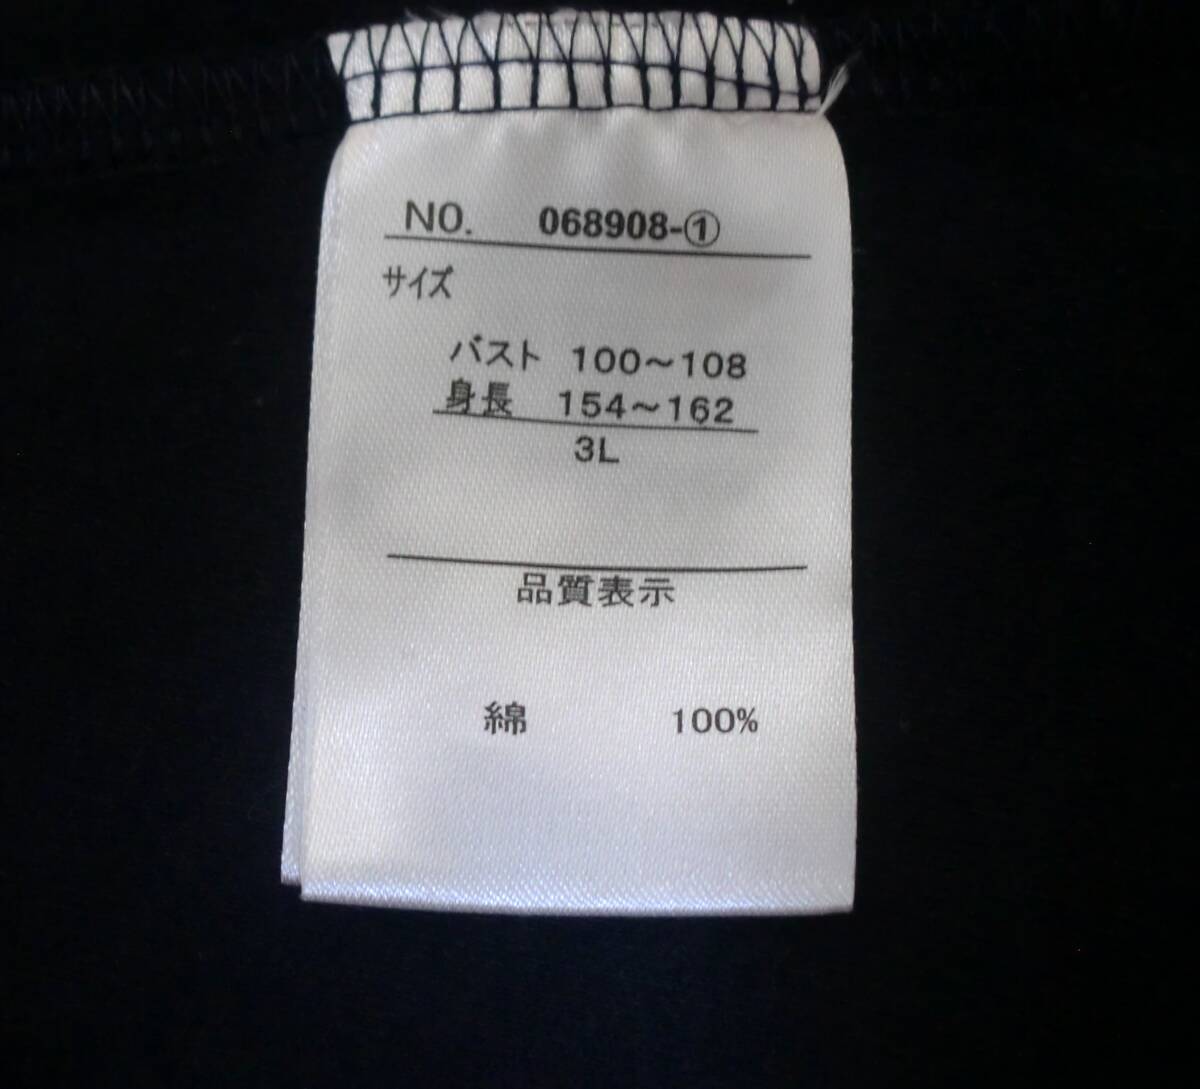 NO. 068908-①
サイズ
バスト 100～108
身長 154～162
3L
品質表示
綿 100%